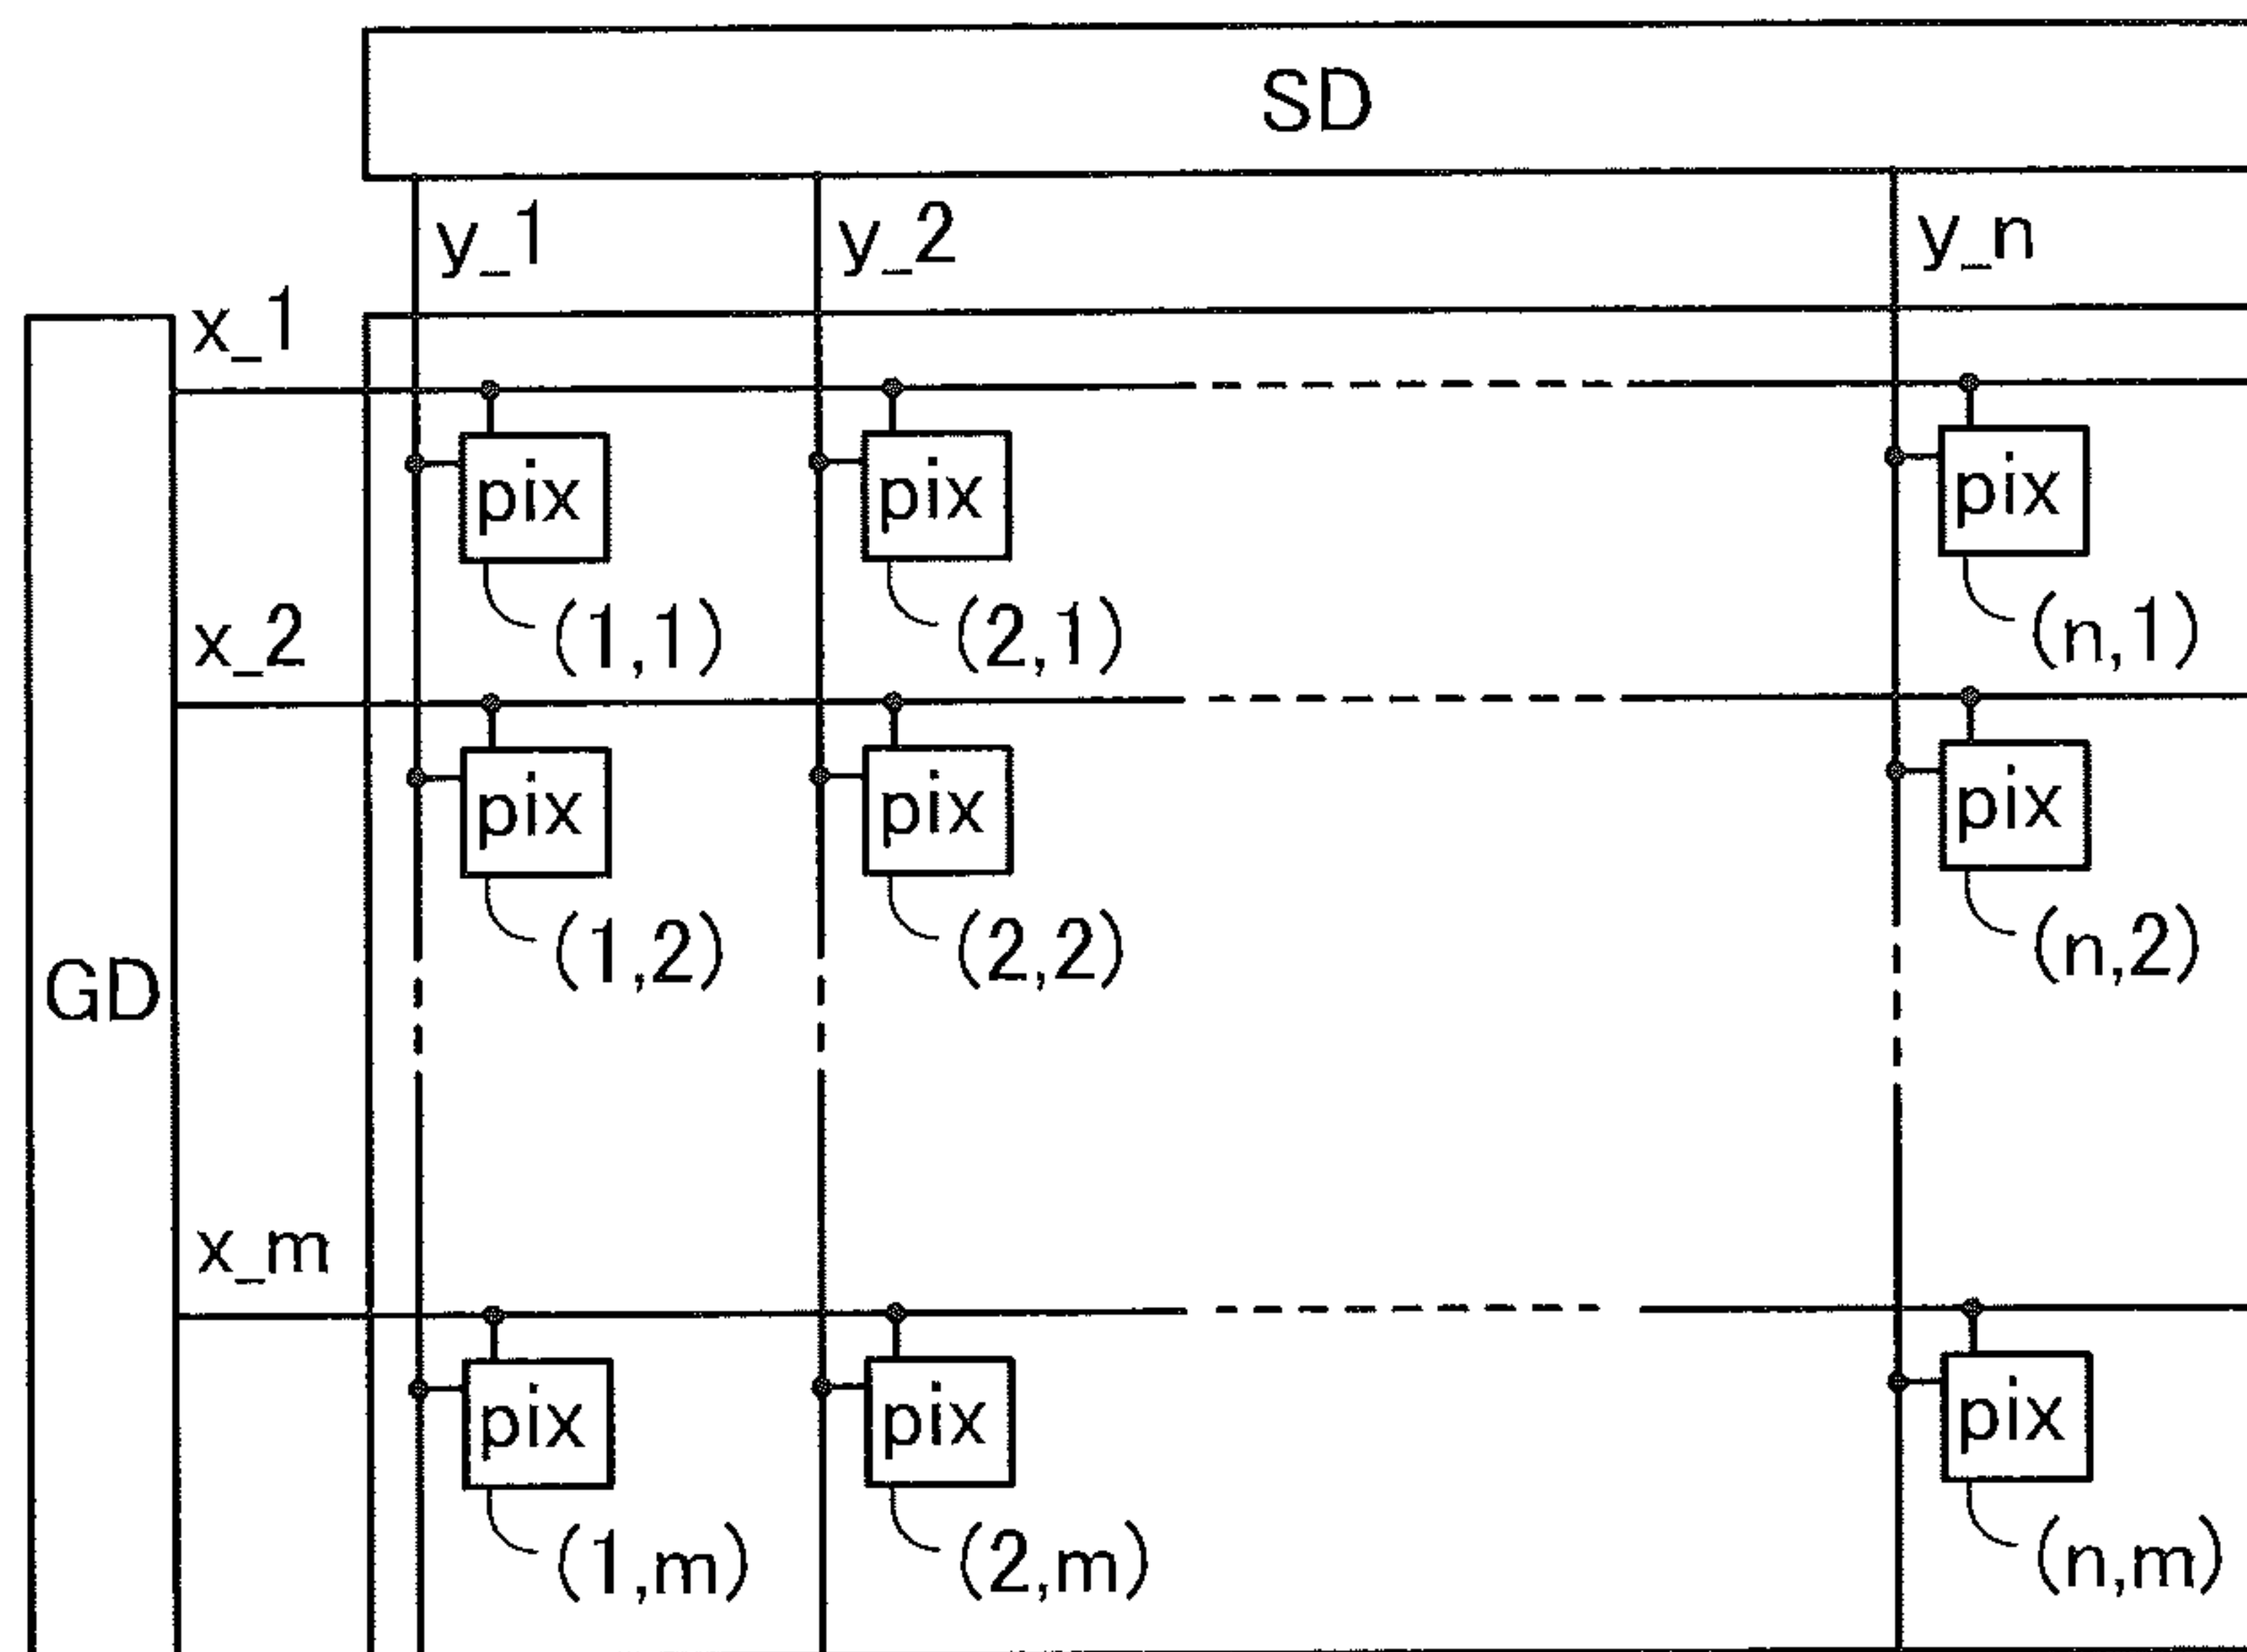 SD
y_1 y_2 y_n
x_1
pix pix pix
(1,1) (2,1) (n,1)
x_2
pix pix pix
(1,2) (2,2) (n,2)
GD
x_m
pix pix pix
(1,m) (2,m) (n,m)